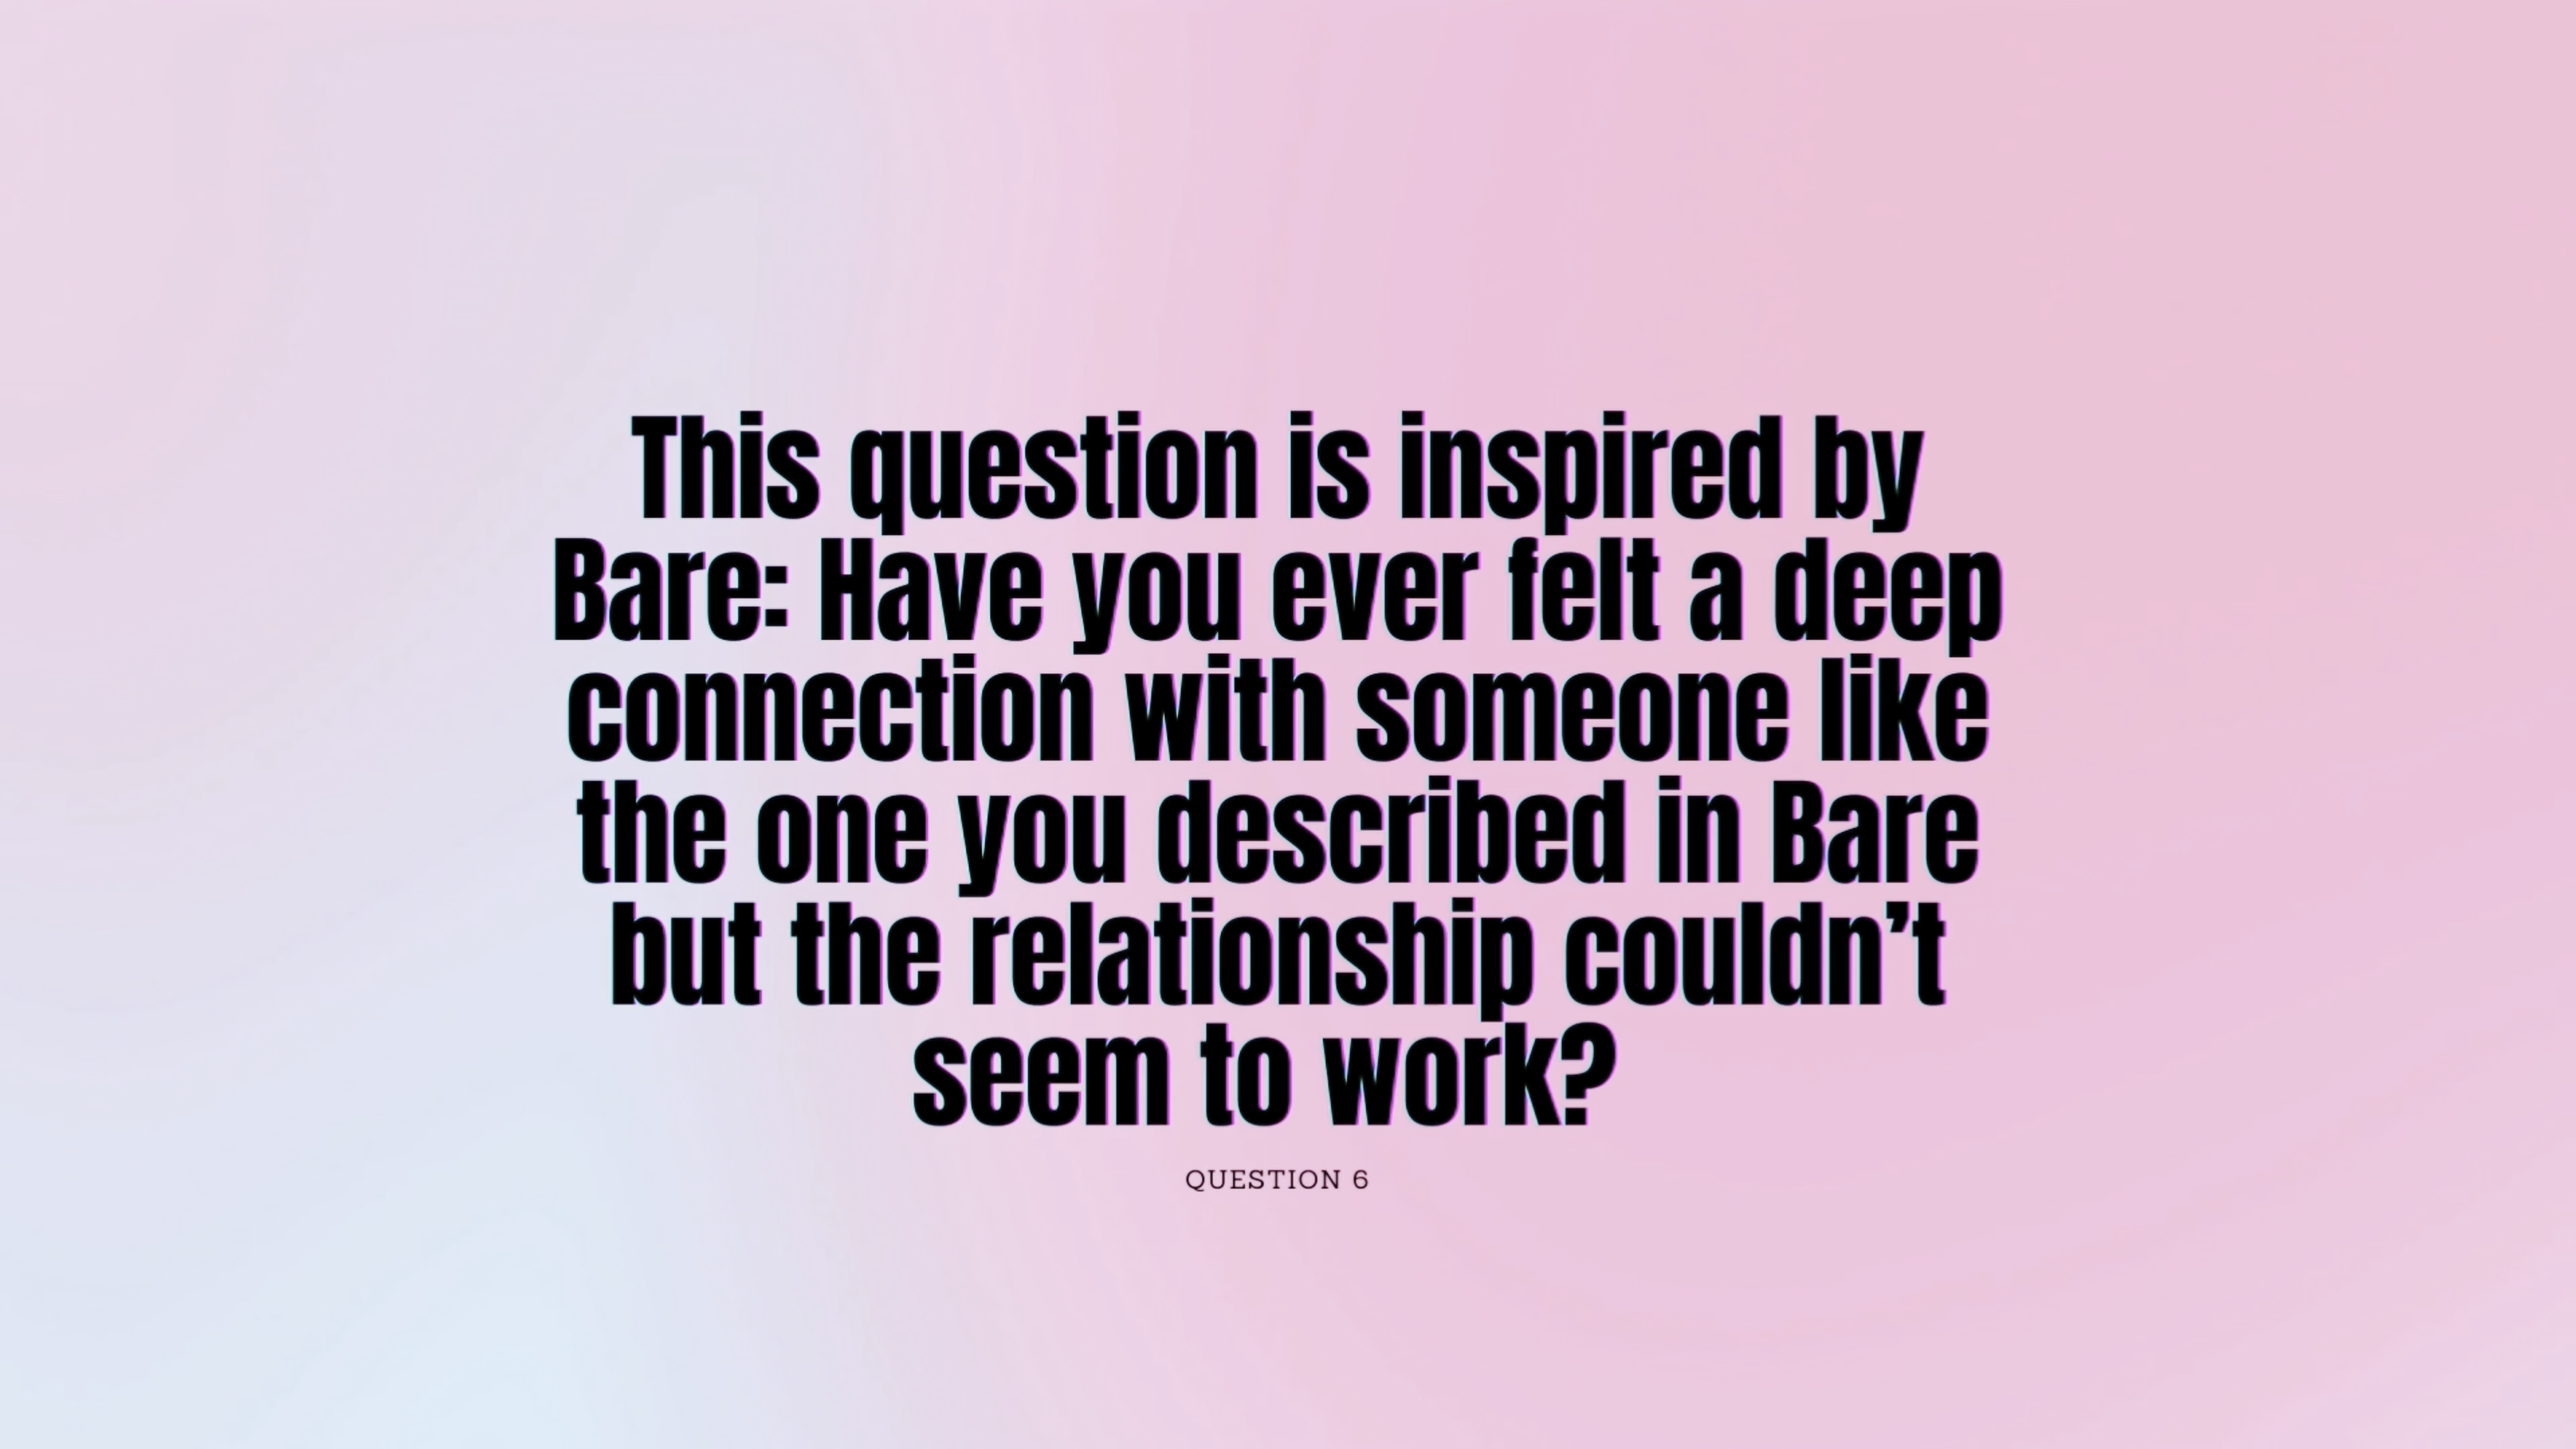 This question is inspired by
Bare: Have you ever felt a deep
connection with someone like
the one you described in Bare
but the relationship couldn’t
seem to work?
QUESTION 6